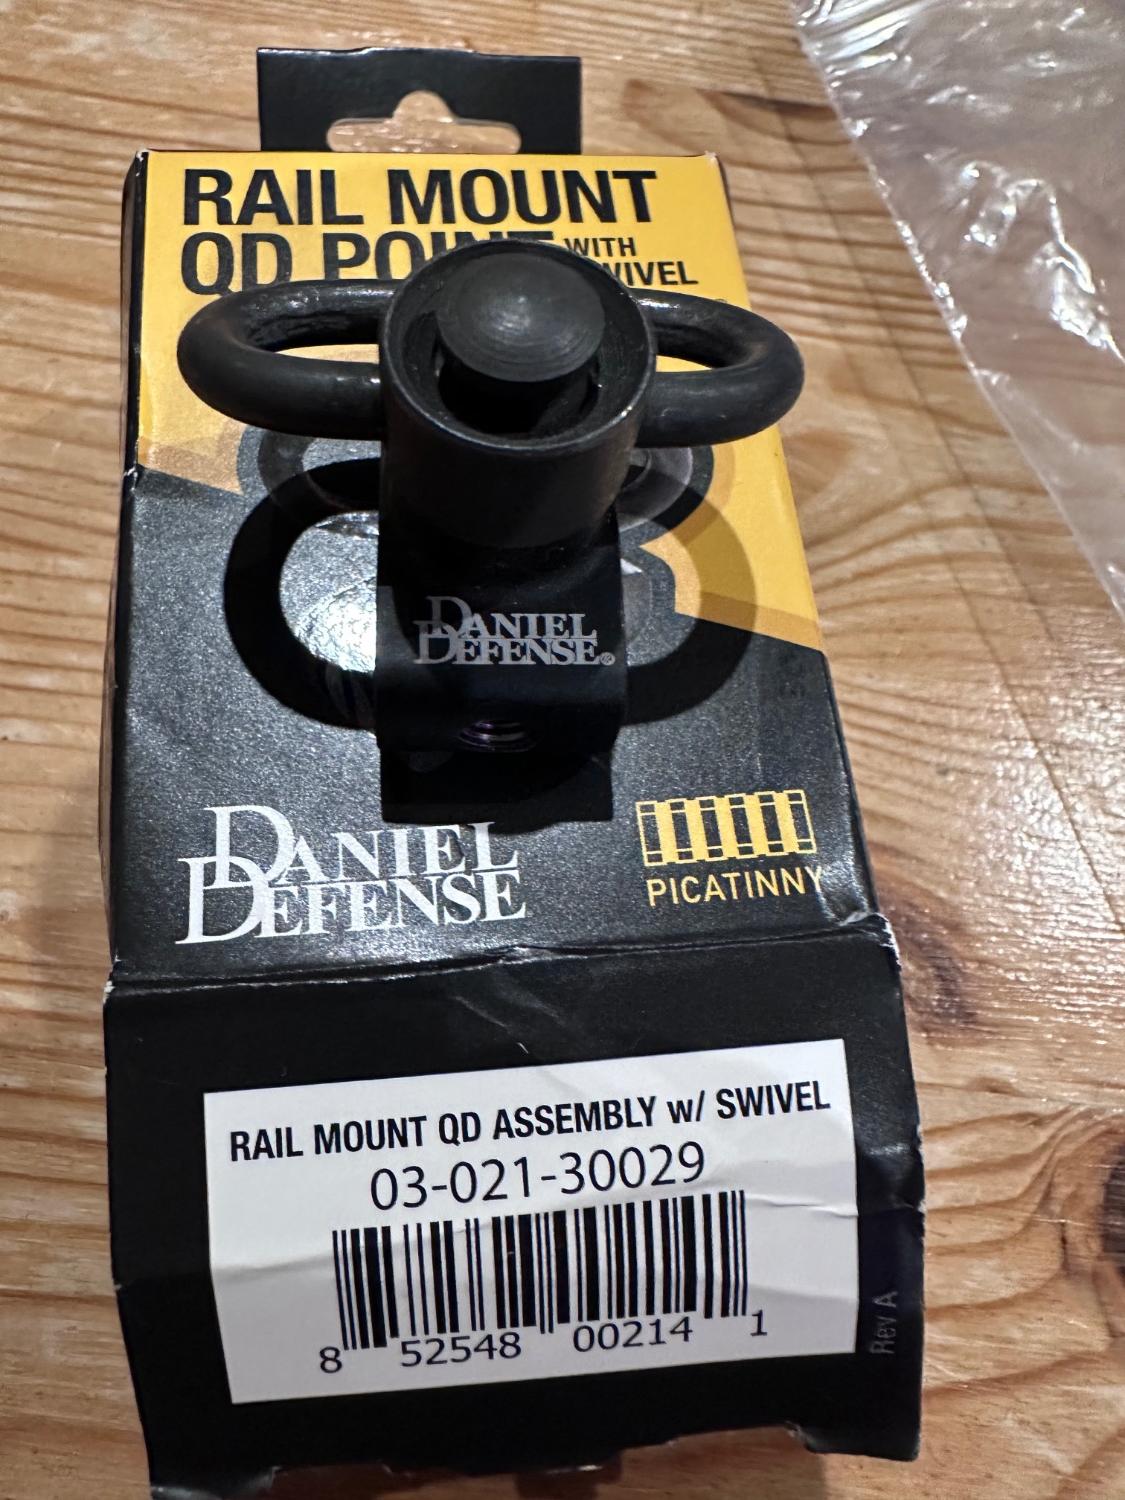 RAIL MOUNT
QD POINT WITH
SWIVEL
DANIEL
DEFENSE®
DANIEL
DEFENSE
PICATINNY
RAIL MOUNT QD ASSEMBLY w/ SWIVEL
03-021-30029
8 52548 00214 1
Rev A